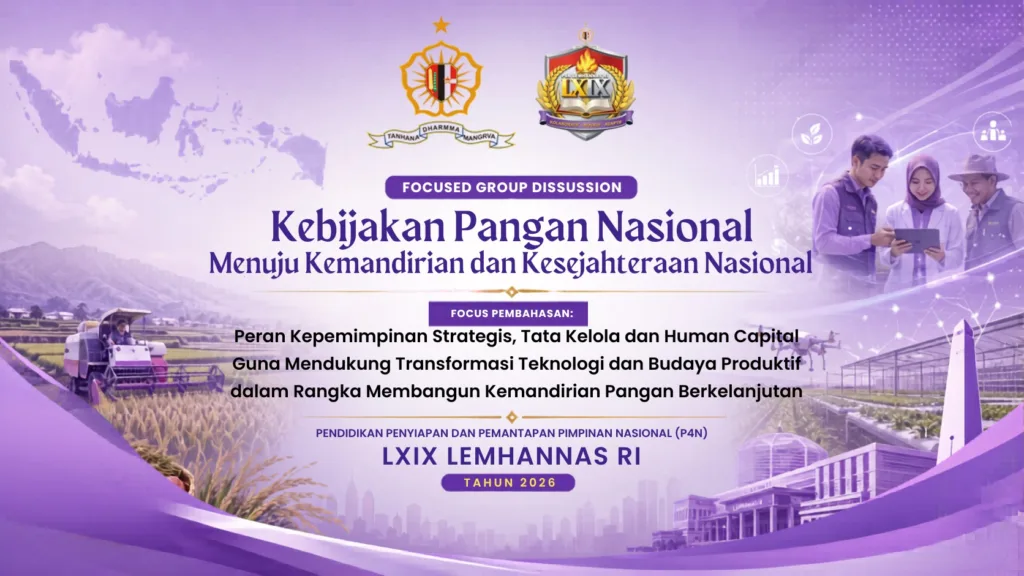 TANHANA DHARMMA MANGRVA
LXIX
FOCUSED GROUP DISSUSSION
Kebijakan Pangan Nasional
Menuju Kemandirian dan Kesejahteraan Nasional
FOCUS PEMBAHASAN:
Peran Kepemimpinan Strategis, Tata Kelola dan Human Capital
Guna Mendukung Transformasi Teknologi dan Budaya Produktif
dalam Rangka Membangun Kemandirian Pangan Berkelanjutan
PENDIDIKAN PENYIAPAN DAN PEMANTAPAN PIMPINAN NASIONAL (P4N)
LXIX LEMHANNAS RI
TAHUN 2026